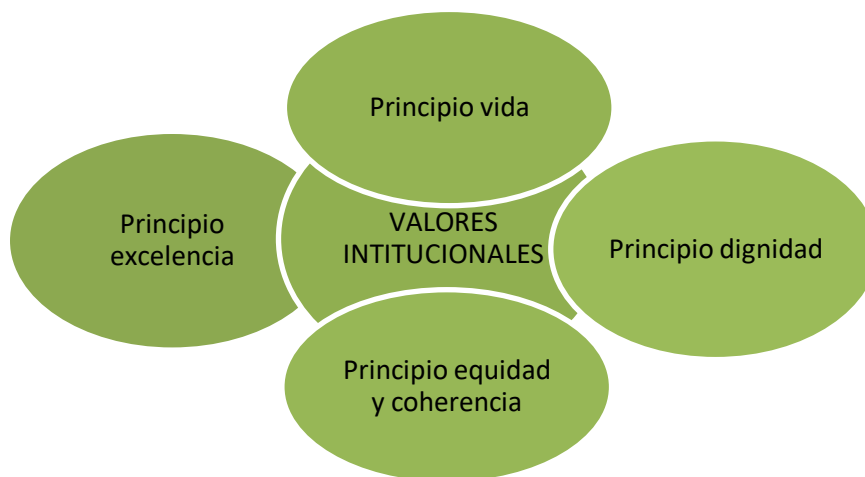 Principio vida
Principio
excelencia
VALORES
INTITUCIONALES
Principio dignidad
Principio equidad
y coherencia